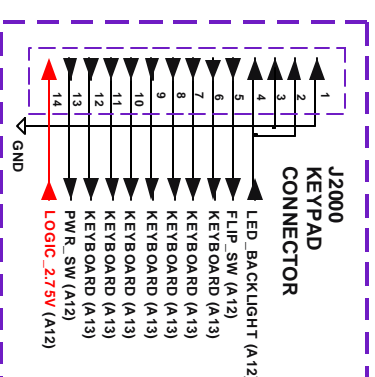 J2000
KEYPAD
CONNECTOR
1
2
3
4
5
6
7
8
9
10
11
12
13
14
GND
LED_BACKLIGHT (A12
FLIP_SW (A12)
KEYBOARD (A13)
KEYBOARD (A13)
KEYBOARD (A13)
KEYBOARD (A13)
KEYBOARD (A13)
KEYBOARD (A13)
KEYBOARD (A13)
PWR_SW (A12)
LOGIC_2.75V (A12)